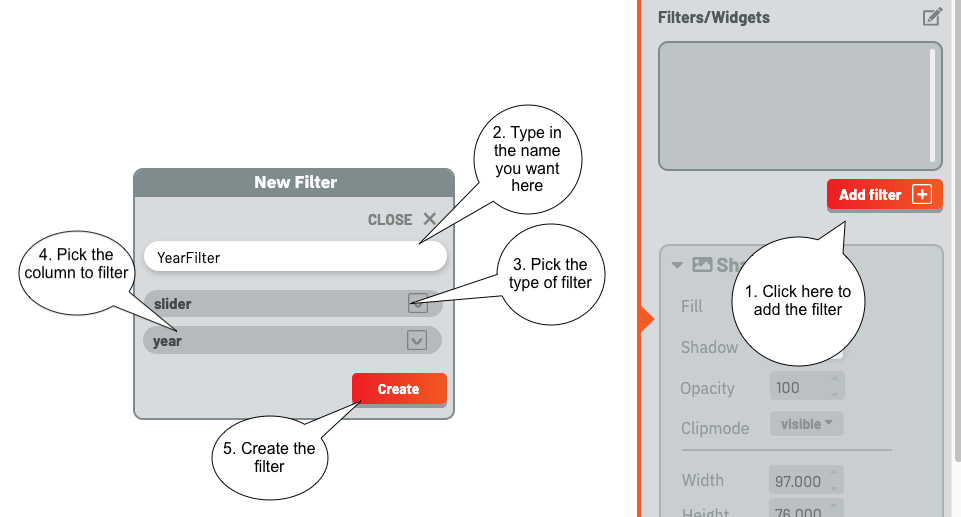 Filters/Widgets
2. Type in
the name
you want
here
New Filter
Add filter
CLOSE
4. Pick the
column to filter
YearFilter
3. Pick the
type of filter
1. Click here to
add the filter
slider
Fill
year
Shadow
Create
Opacity
100
Clipmode
visible
5. Create the
filter
Width
97.000
Height
76.000